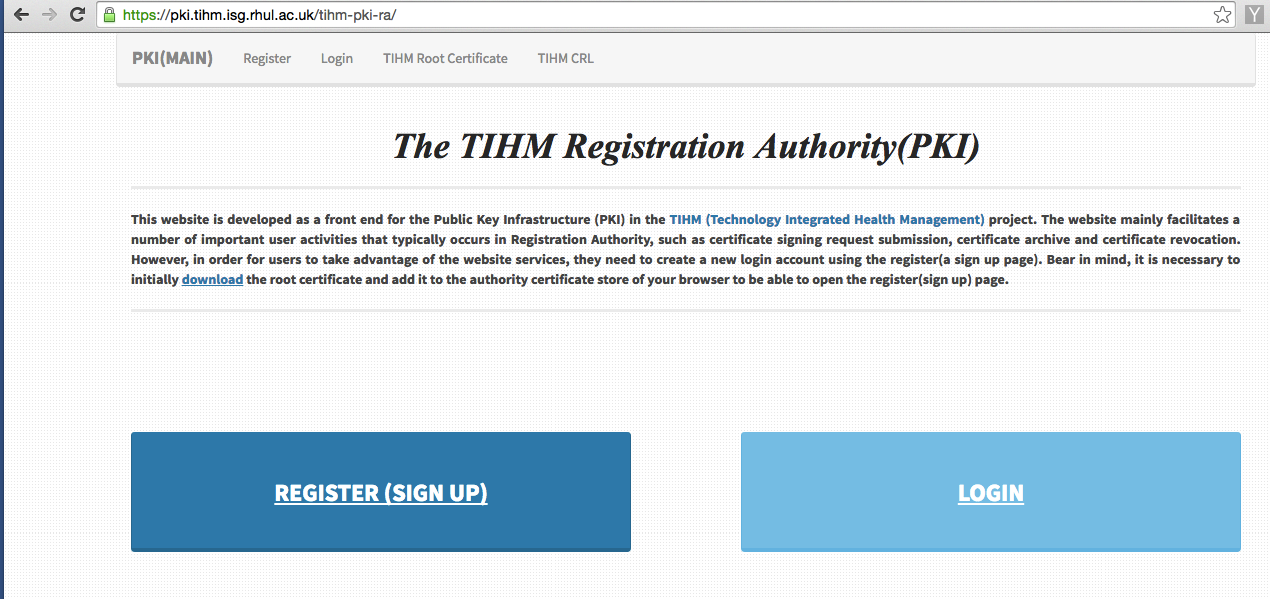 https://pki.tihm.isg.rhul.ac.uk/tihm-pki-ra/
Y
PKI(MAIN) Register Login TIHM Root Certificate TIHM CRL
The TIHM Registration Authority(PKI)
This website is developed as a front end for the Public Key Infrastructure (PKI) in the TIHM (Technology Integrated Health Management) project. The website mainly facilitates a
number of important user activities that typically occurs in Registration Authority, such as certificate signing request submission, certificate archive and certificate revocation.
However, in order for users to take advantage of the website services, they need to create a new login account using the register(a sign up page). Bear in mind, it is necessary to
initially download the root certificate and add it to the authority certificate store of your browser to be able to open the register(sign up) page.
REGISTER (SIGN UP) LOGIN